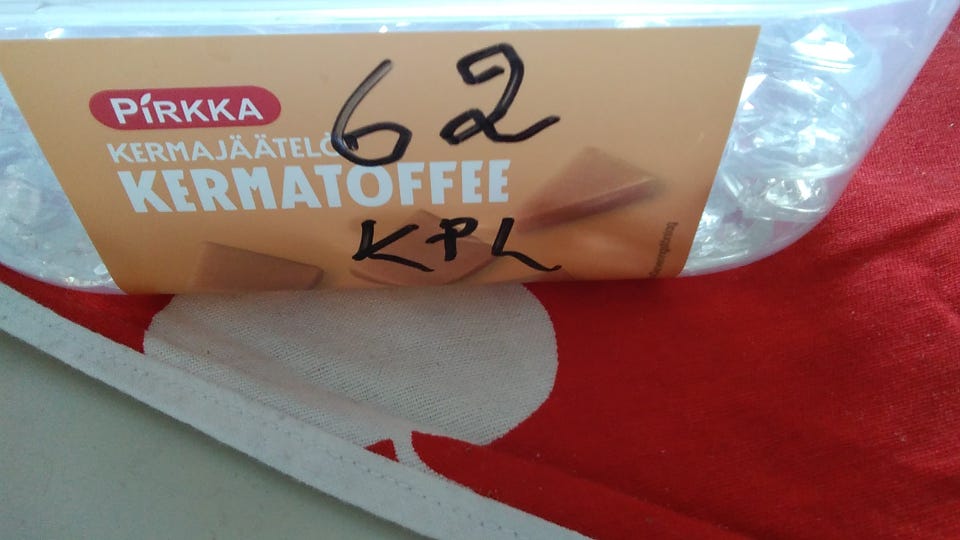 62
PIRKKA
KERMAJÄÄTELÖ
KERMATOFFEE
KPL